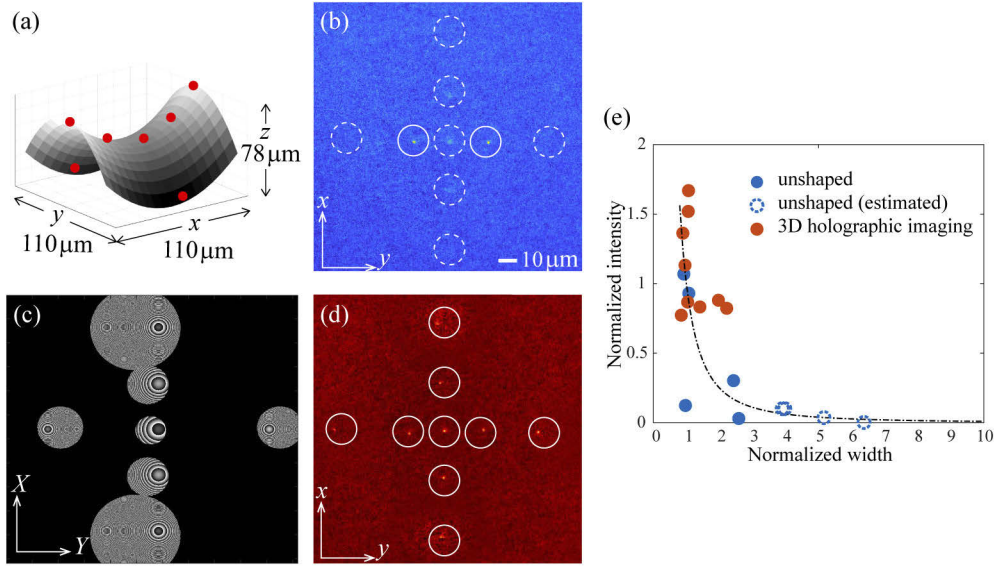 (a)
z
78μm
y
110μm
x
110μm
(b)
x
y
10μm
(c)
X
Y
(d)
x
y
(e)
2
1.5
1
0.5
0
0 1 2 3 4 5 6 7 8 9 10
Normalized intensity
Normalized width
unshaped
unshaped (estimated)
3D holographic imaging